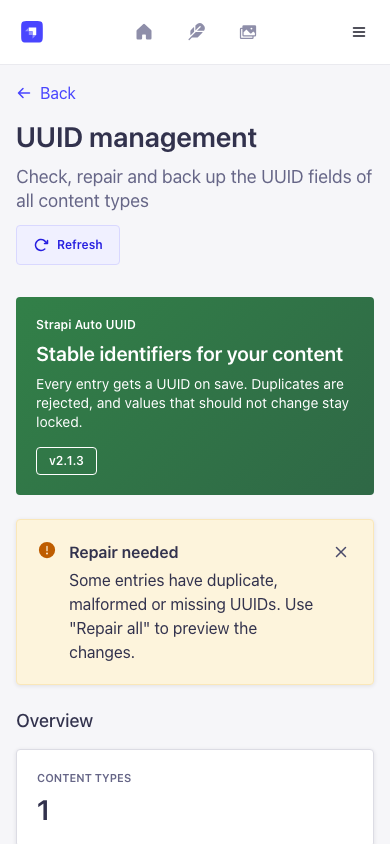 Back
UUID management
Check, repair and back up the UUID fields of
all content types
Refresh
Strapi Auto UUID
Stable identifiers for your content
Every entry gets a UUID on save. Duplicates are
rejected, and values that should not change stay
locked.
v2.1.3
Repair needed
Some entries have duplicate,
malformed or missing UUIDs. Use
"Repair all" to preview the
changes.
Overview
CONTENT TYPES
1